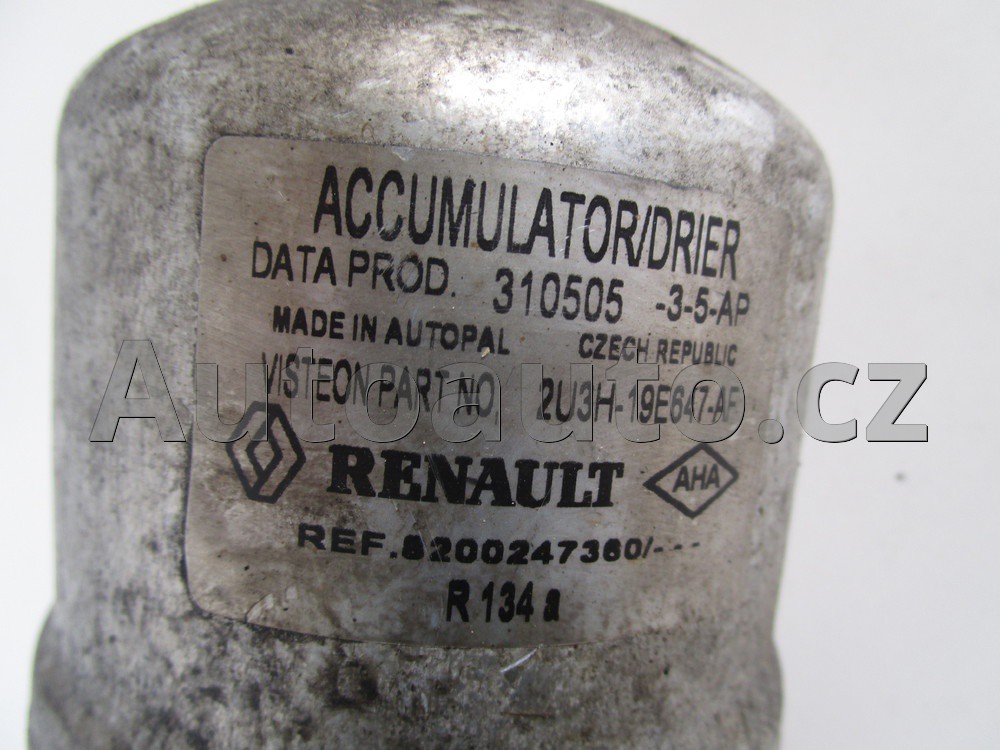 ACCUMULATOR/DRIER
DATA PROD. 310505 -3-5-AP
MADE IN AUTOPAL CZECH REPUBLIC
VISTEON PART NO, 2U3H-19E647-AF
Autoauto.cz
RENAULT AHA
REF.8200247360/---
R 134 a